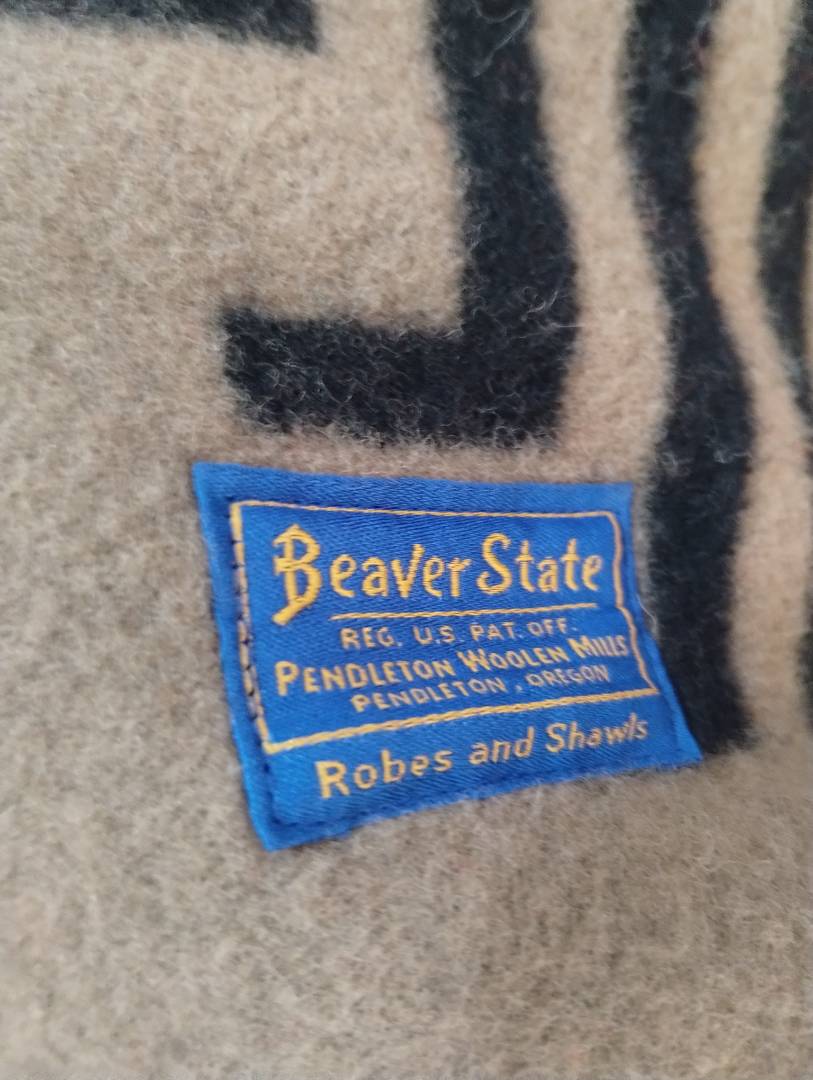 Beaver State
REG. U.S. PAT. OFF.
PENDLETON WOOLEN MILLS
PENDLETON, OREGON
Robes and Shawls